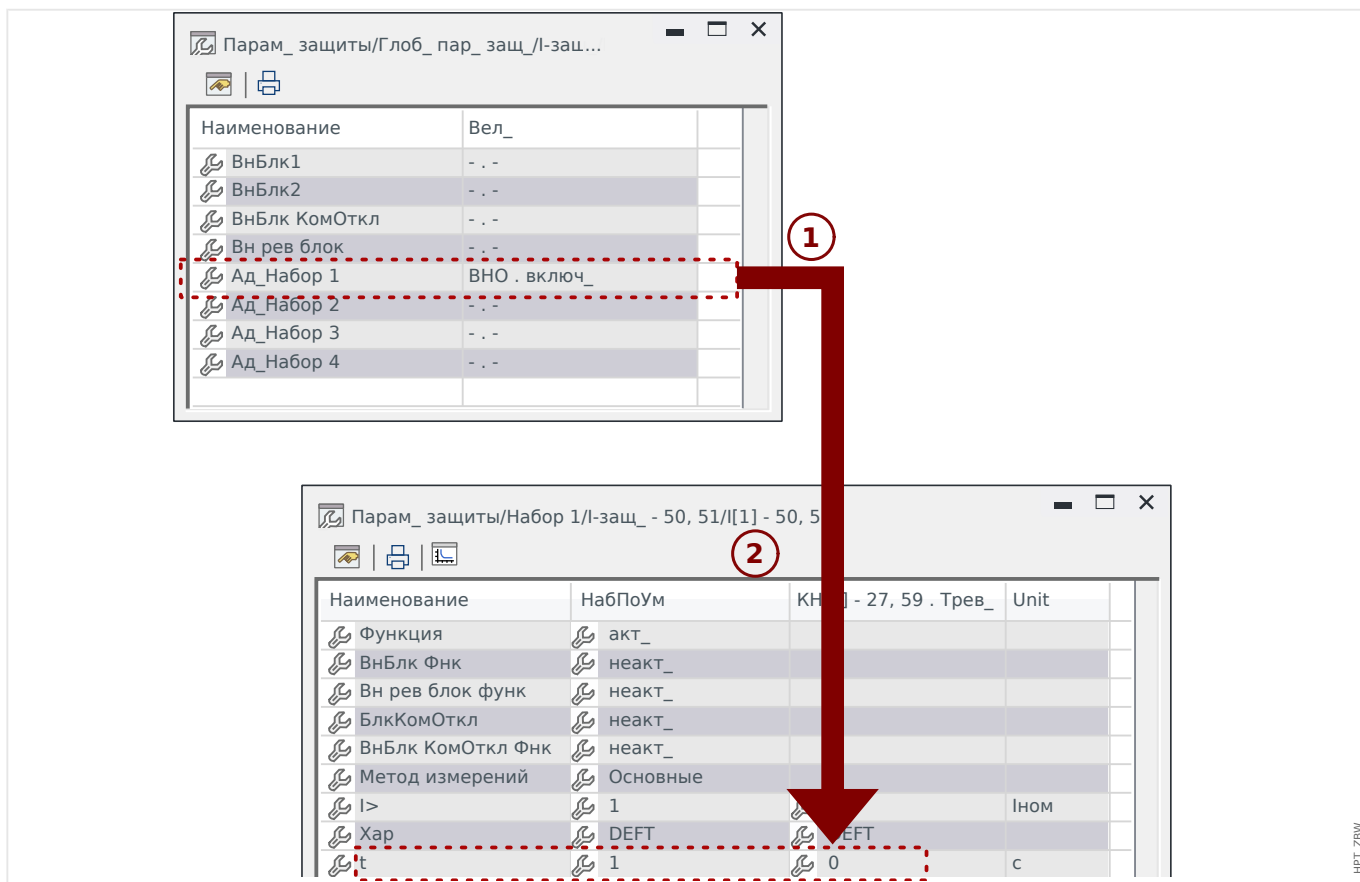 Парам_ защиты/Глоб_ пар_ защ_/I-защ...
Наименование Вел_
ВнБлк1 - . -
ВнБлк2 - . -
ВнБлк КомОткл - . -
Вн рев блок - . -
1
Ад_Набор 1 ВНО . включ_
Ад_Набор 2 - . -
Ад_Набор 3 - . -
Ад_Набор 4 - . -
Парам_ защиты/Набор 1/I-защ_ - 50, 51/I[1] - 50, 5
2
Наименование НабПоУм - 27, 59 . Трев_ Unit
Функция акт_
ВнБлк Фнк неакт_
Вн рев блок функ неакт_
БлкКомОткл неакт_
ВнБлк КомОткл Фнк неакт_
Метод измерений Основные
I> 1 Iном
Хар DEFT
t 1 0 с
HPT_ZBW